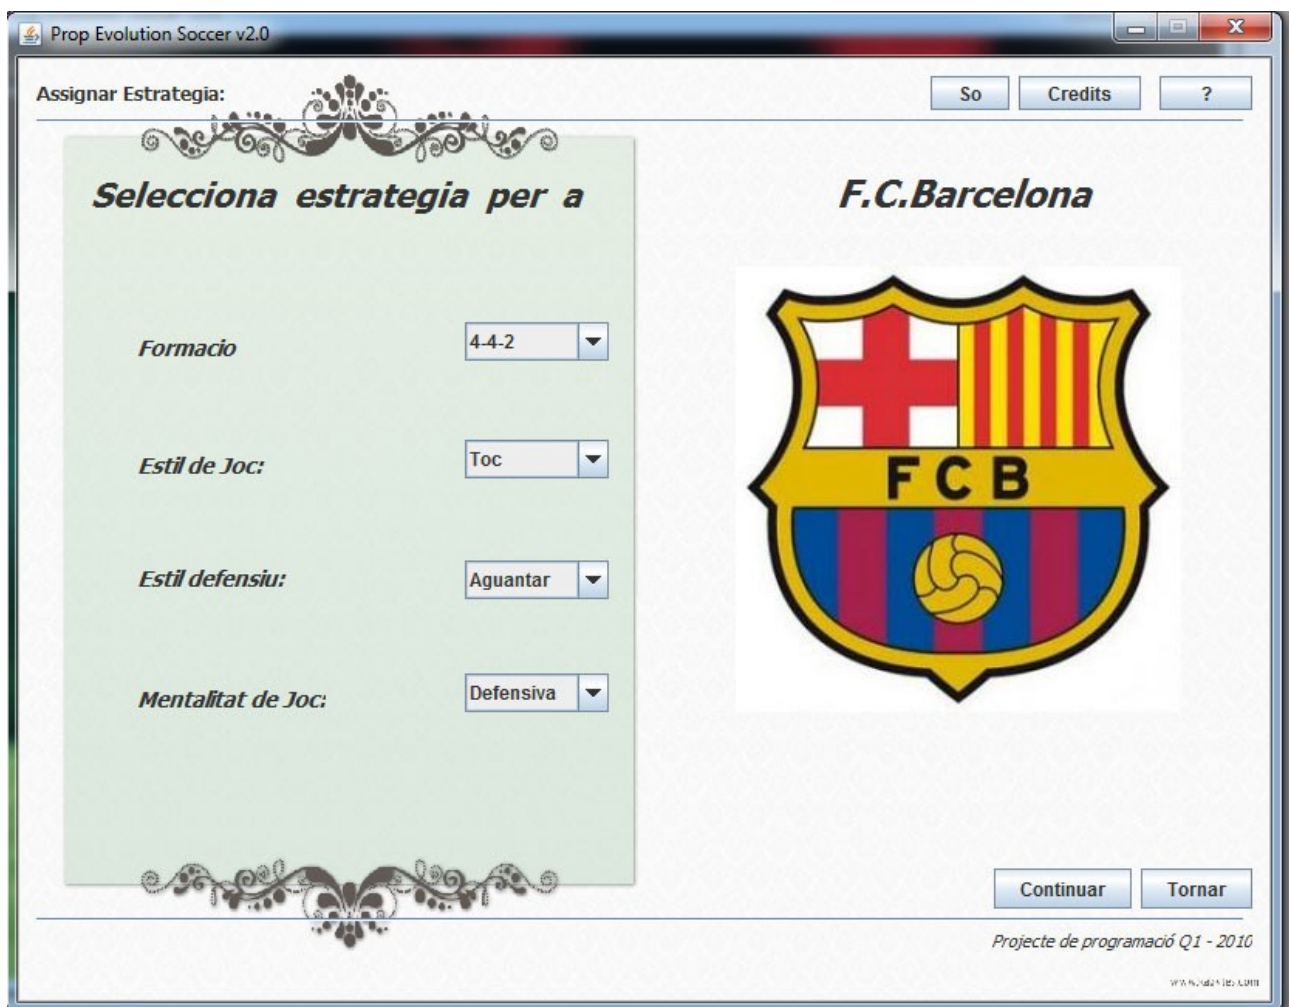 Prop Evolution Soccer v2.0
Assignar Estrategia:
So
Credits
?
Selecciona estrategia per a
F.C.Barcelona
Formacio
4-4-2
Estil de Joc:
Toc
Estil defensiu:
Aguantar
Mentalitat de Joc:
Defensiva
FCB
Continuar
Tornar
Projecte de programació Q1 - 2010